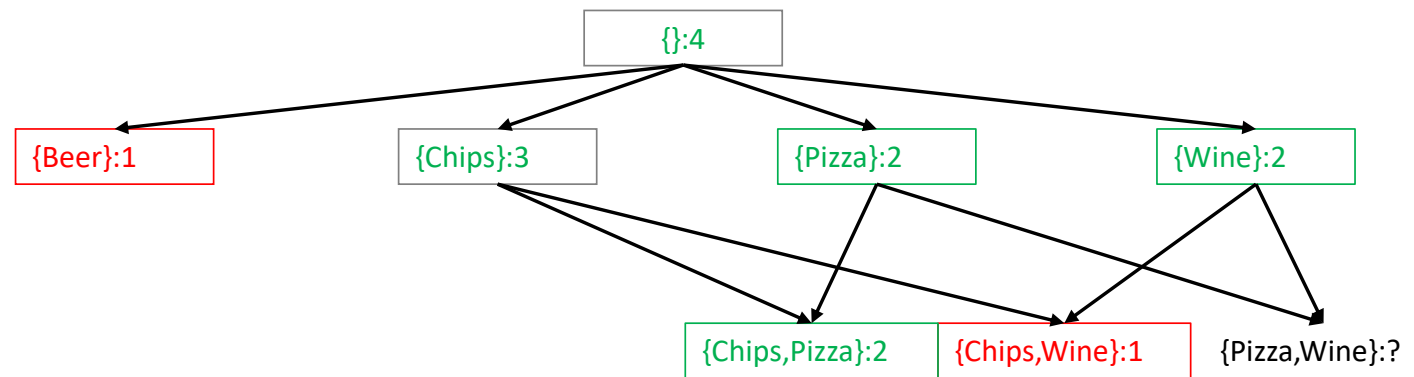 {}:4
{Beer}:1
{Chips}:3
{Pizza}:2
{Wine}:2
{Chips,Pizza}:2
{Chips,Wine}:1
{Pizza,Wine}:?